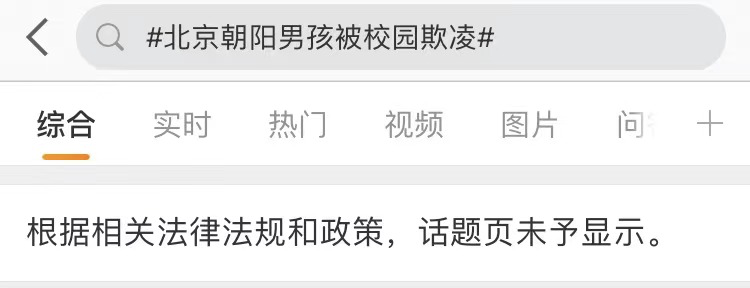 #北京朝阳男孩被校园欺凌#
综合 实时 热门 视频 图片 问
根据相关法律法规和政策，话题页未予显示。